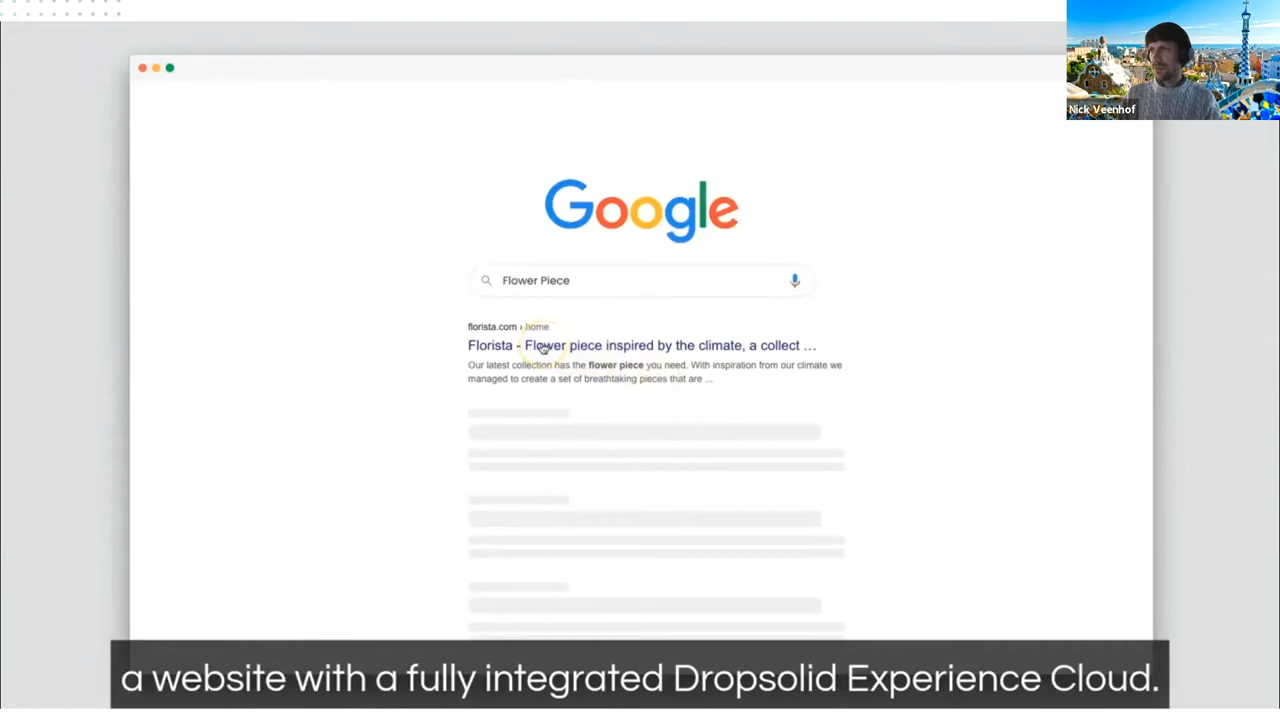 Nick Veenhof
Google
Flower Piece
florista.com › home
Florista - Flower piece inspired by the climate, a collect ...
Our latest collection has the flower piece you need. With inspiration from our climate we
managed to create a set of breathtaking pieces that are ...
a website with a fully integrated Dropsolid Experience Cloud.